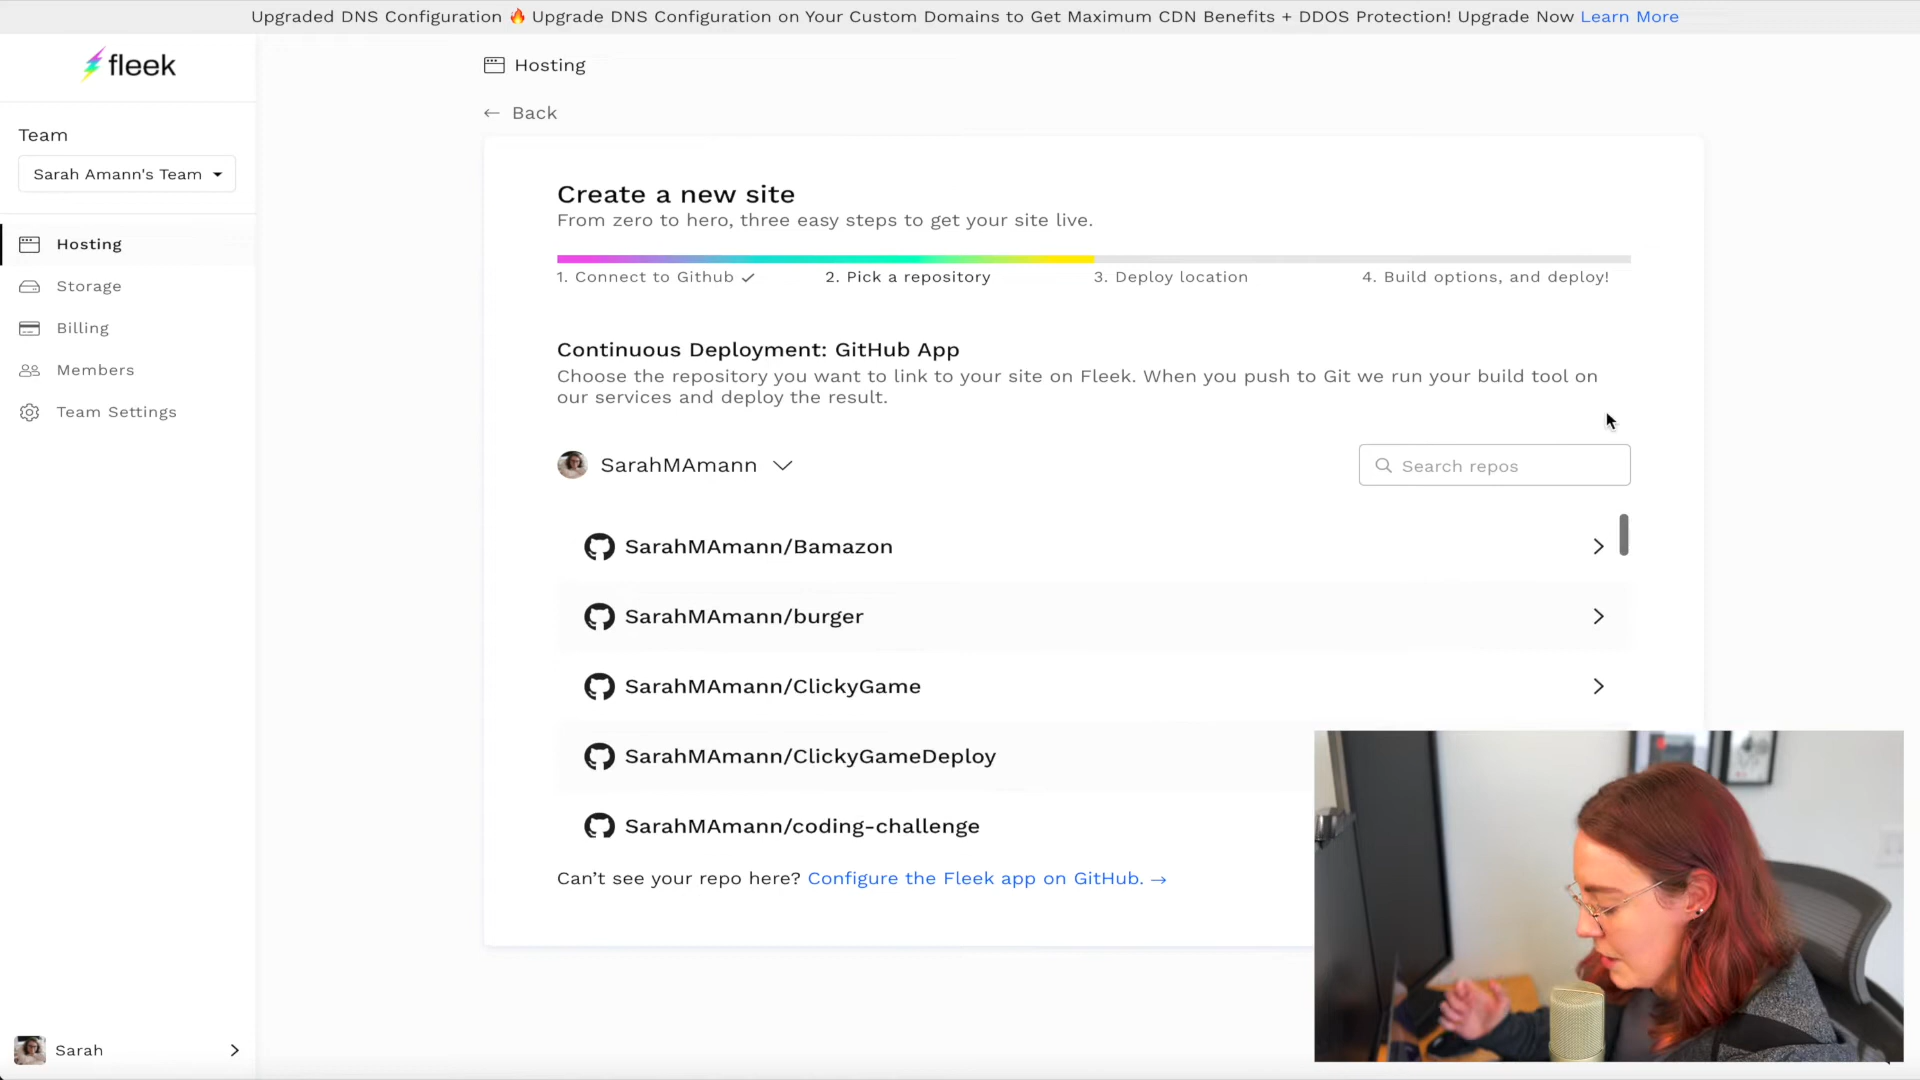 Upgraded DNS Configuration 🔥 Upgrade DNS Configuration on Your Custom Domains to Get Maximum CDN Benefits + DDOS Protection! Upgrade Now Learn More
fleek
Team
Sarah Amann's Team
Hosting
Storage
Billing
Members
Team Settings
Sarah
Hosting
← Back
Create a new site
From zero to hero, three easy steps to get your site live.
1. Connect to Github ✓
2. Pick a repository
3. Deploy location
4. Build options, and deploy!
Continuous Deployment: GitHub App
Choose the repository you want to link to your site on Fleek. When you push to Git we run your build tool on
our services and deploy the result.
SarahMAmann
Search repos
SarahMAmann/Bamazon
SarahMAmann/burger
SarahMAmann/ClickyGame
SarahMAmann/ClickyGameDeploy
SarahMAmann/coding-challenge
Can’t see your repo here? Configure the Fleek app on GitHub. →